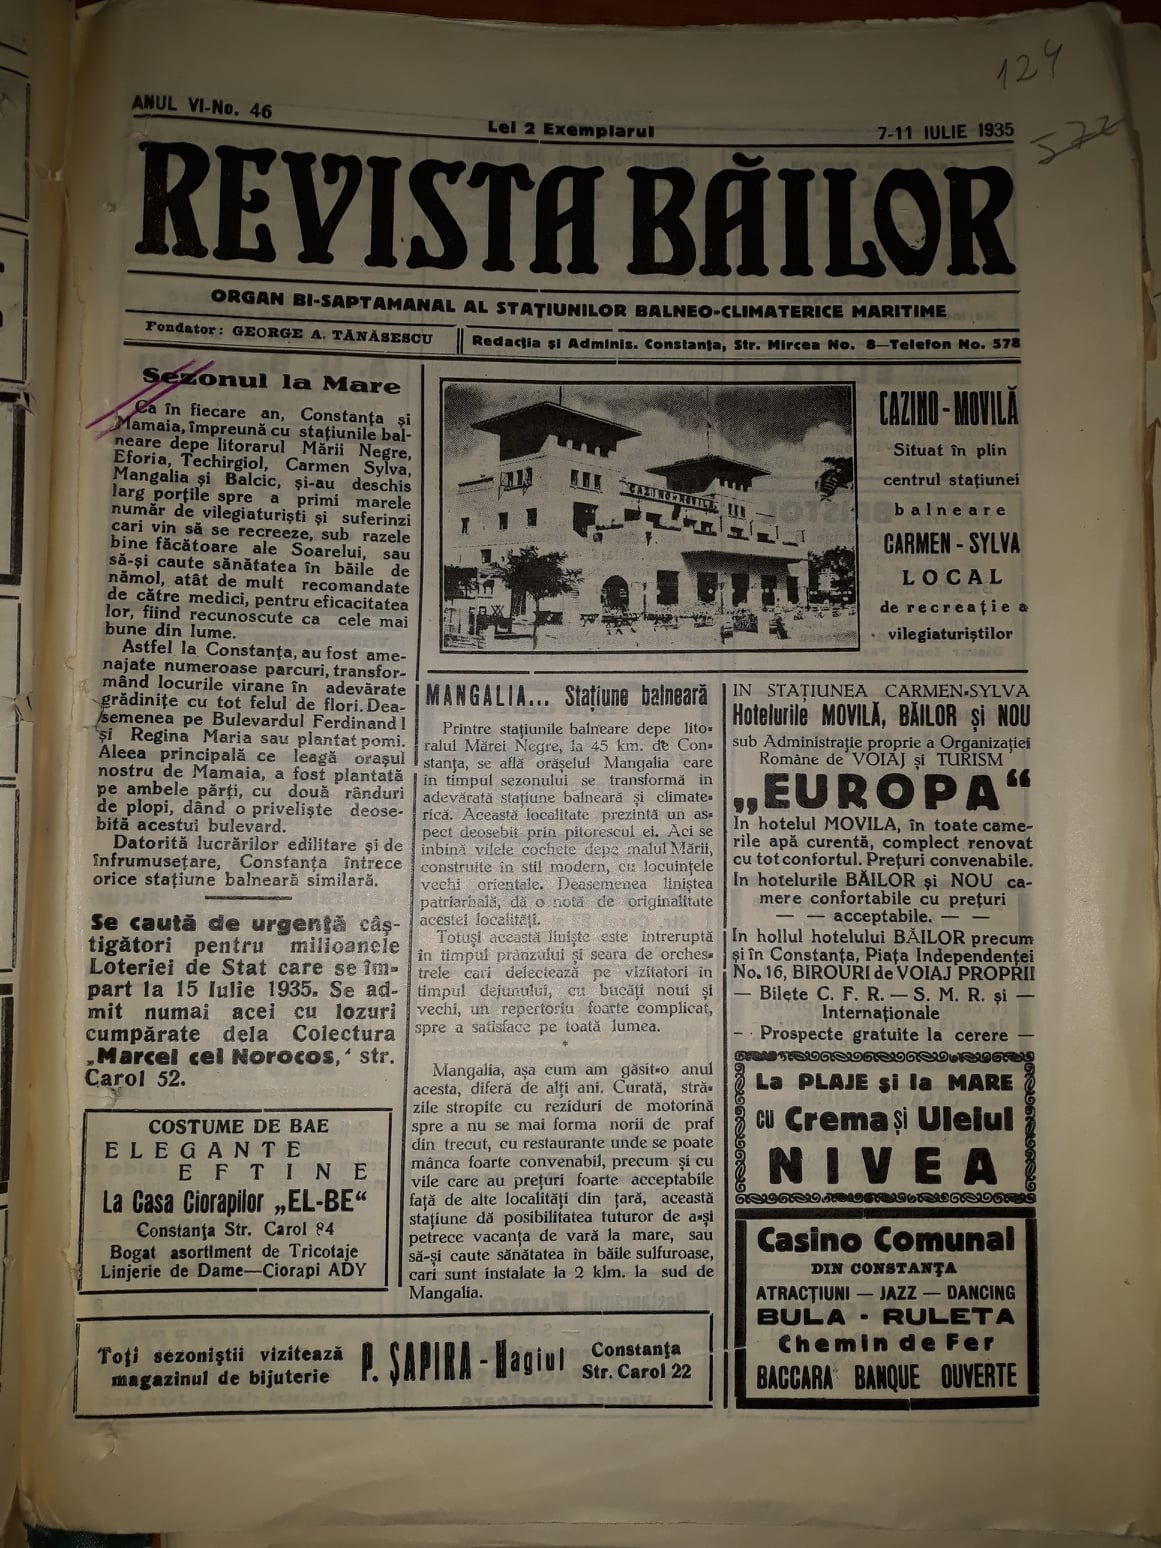 124
572
ANUL VI-No. 46
Lei 2 Exemplarul
7-11 IULIE 1935
REVISTA BĂILOR
ORGAN BI-SAPTAMANAL AL STAȚIUNILOR BALNEO-CLIMATERICE MARITIME
Fondator: GEORGE A. TĂNĂSESCU
Redacția și Adminis. Constanța, Str. Mircea No. 8—Telefon No. 578
Sezonul la Mare
Ca în fiecare an, Constanța și
Mamaia, împreună cu stațiunile bal-
neare depe litorarul Mării Negre,
Eforia, Techirgiol, Carmen Sylva,
Mangalia și Balcic, și-au deschis
larg porțile spre a primi marele
număr de vilegiaturiști și suferinzi
cari vin să se recreeze, sub razele
bine făcătoare ale Soarelui, sau
să-și caute sănătatea în băile de
nămol, atât de mult recomandate
de către medici, pentru eficacitatea
lor, fiind recunoscute ca cele mai
bune din lume.
Astfel la Constanța, au fost ame-
najate numeroase parcuri, transfor-
mând locurile virane în adevărate
grădinițe cu tot felul de flori. Dea-
semenea pe Bulevardul Ferdinand I
și Regina Maria sau plantat pomi.
Aleea principală ce leagă orașul
nostru de Mamaia, a fost plantată
pe ambele părți, cu două rânduri
de plopi, dând o priveliște deose-
bită acestui bulevard.
Datorită lucrărilor edilitare și de
înfrumusețare, Constanța întrece
orice stațiune balneară similară.
Se caută de urgență câș-
tigători pentru milioanele
Loteriei de Stat care se îm-
part la 15 Iulie 1935. Se ad-
mit numai acei cu lozuri
cumpărate dela Colectura
„Marcel cel Norocos,‘ str.
Carol 52.
COSTUME DE BAE
ELEGANTE
EFTINE
La Casa Ciorapilor „EL-BE“
Constanța Str. Carol 84
Bogat asortiment de Tricotaje
Linjerie de Dame—Ciorapi ADY
CAZINO-MOVILĂ
CAZINO-MOVILĂ
Situat în plin
centrul stațiunei
balneare
CARMEN-SYLVA
LOCAL
de recreație a
vilegiaturiștilor
MANGALIA... Stațiune balneară
Printre stațiunile balneare depe lito-
ralul Mărei Negre, la 45 km. de Con-
stanța, se află orășelul Mangalia care
în timpul sezonului se transformă in
adevărată stațiune balneară și climate-
rică. Această localitate prezintă un as-
pect deosebit prin pitorescul ei. Aci se
îmbină vilele cochete depe malul Mării,
construite în stil modern, cu locuințele
vechi orientale. Deasemenea liniștea
patriarhală, dă o notă de originalitate
acestei localități.
Totuși această liniște este întreruptă
în timpul prânzului și seara de orches-
trele cari delectează pe vizitatori in
timpul dejunului, cu bucăți noui și
vechi, un repertoriu foarte complicat,
spre a satisface pe toată lumea.
*
Mangalia, așa cum am găsit-o anul
acesta, diferă de alți ani. Curată, stră-
zile stropite cu reziduri de motorină
spre a nu se mai forma norii de praf
din trecut, cu restaurante unde se poate
mânca foarte convenabil, precum și cu
vile care au prețuri foarte acceptabile
față de alte localități din țară, această
stațiune dă posibilitatea tuturor de a-și
petrece vacanța de vară la mare, sau
să-și caute sănătatea în băile sulfuroase,
cari sunt instalate la 2 klm. la sud de
Mangalia.
IN STAȚIUNEA CARMEN-SYLVA
Hotelurile MOVILĂ, BĂILOR și NOU
sub Administrație proprie a Organizației
Române de VOIAJ și TURISM
„EUROPA“
In hotelul MOVILA, în toate came-
rile apă curentă, complect renovat
cu tot confortul. Prețuri convenabile.
In hotelurile BĂILOR și NOU ca-
mere confortabile cu prețuri
— — acceptabile. — —
In hollul hotelului BĂILOR precum
și în Constanța, Piața Independenței
No. 16, BIROURI de VOIAJ PROPRII
— Bilete C. F. R. — S. M. R. și —
Internaționale
— Prospecte gratuite la cerere —
La PLAJE și la MARE
cu Crema și Uleiul
NIVEA
Casino Comunal
DIN CONSTANȚA
ATRACȚIUNI — JAZZ — DANCING
BULA - RULETA
Chemin de Fer
BACCARA BANQUE OUVERTE
Toți sezoniștii vizitează
magazinul de bijuterie
P. ȘAPIRA - Hagiul
Constanța
Str. Carol 22